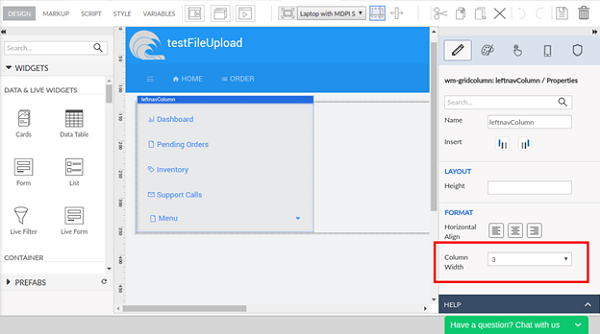 DESIGN MARKUP SCRIPT STYLE VARIABLES
Laptop with MDPI S
Search...
WIDGETS
DATA & LIVE WIDGETS
Cards Data Table
Form List
Live Filter Live Form
CONTAINER
PREFABS
testFileUpload
HOME ORDER
leftnavColumn
Dashboard
Pending Orders
Inventory
Support Calls
Menu
wm-gridcolumn: leftnavColumn / Properties
Search...
Name leftnavColumn
Insert
LAYOUT
Height
FORMAT
Horizontal
Align
Column
Width
3
HELP
Have a question? Chat with us